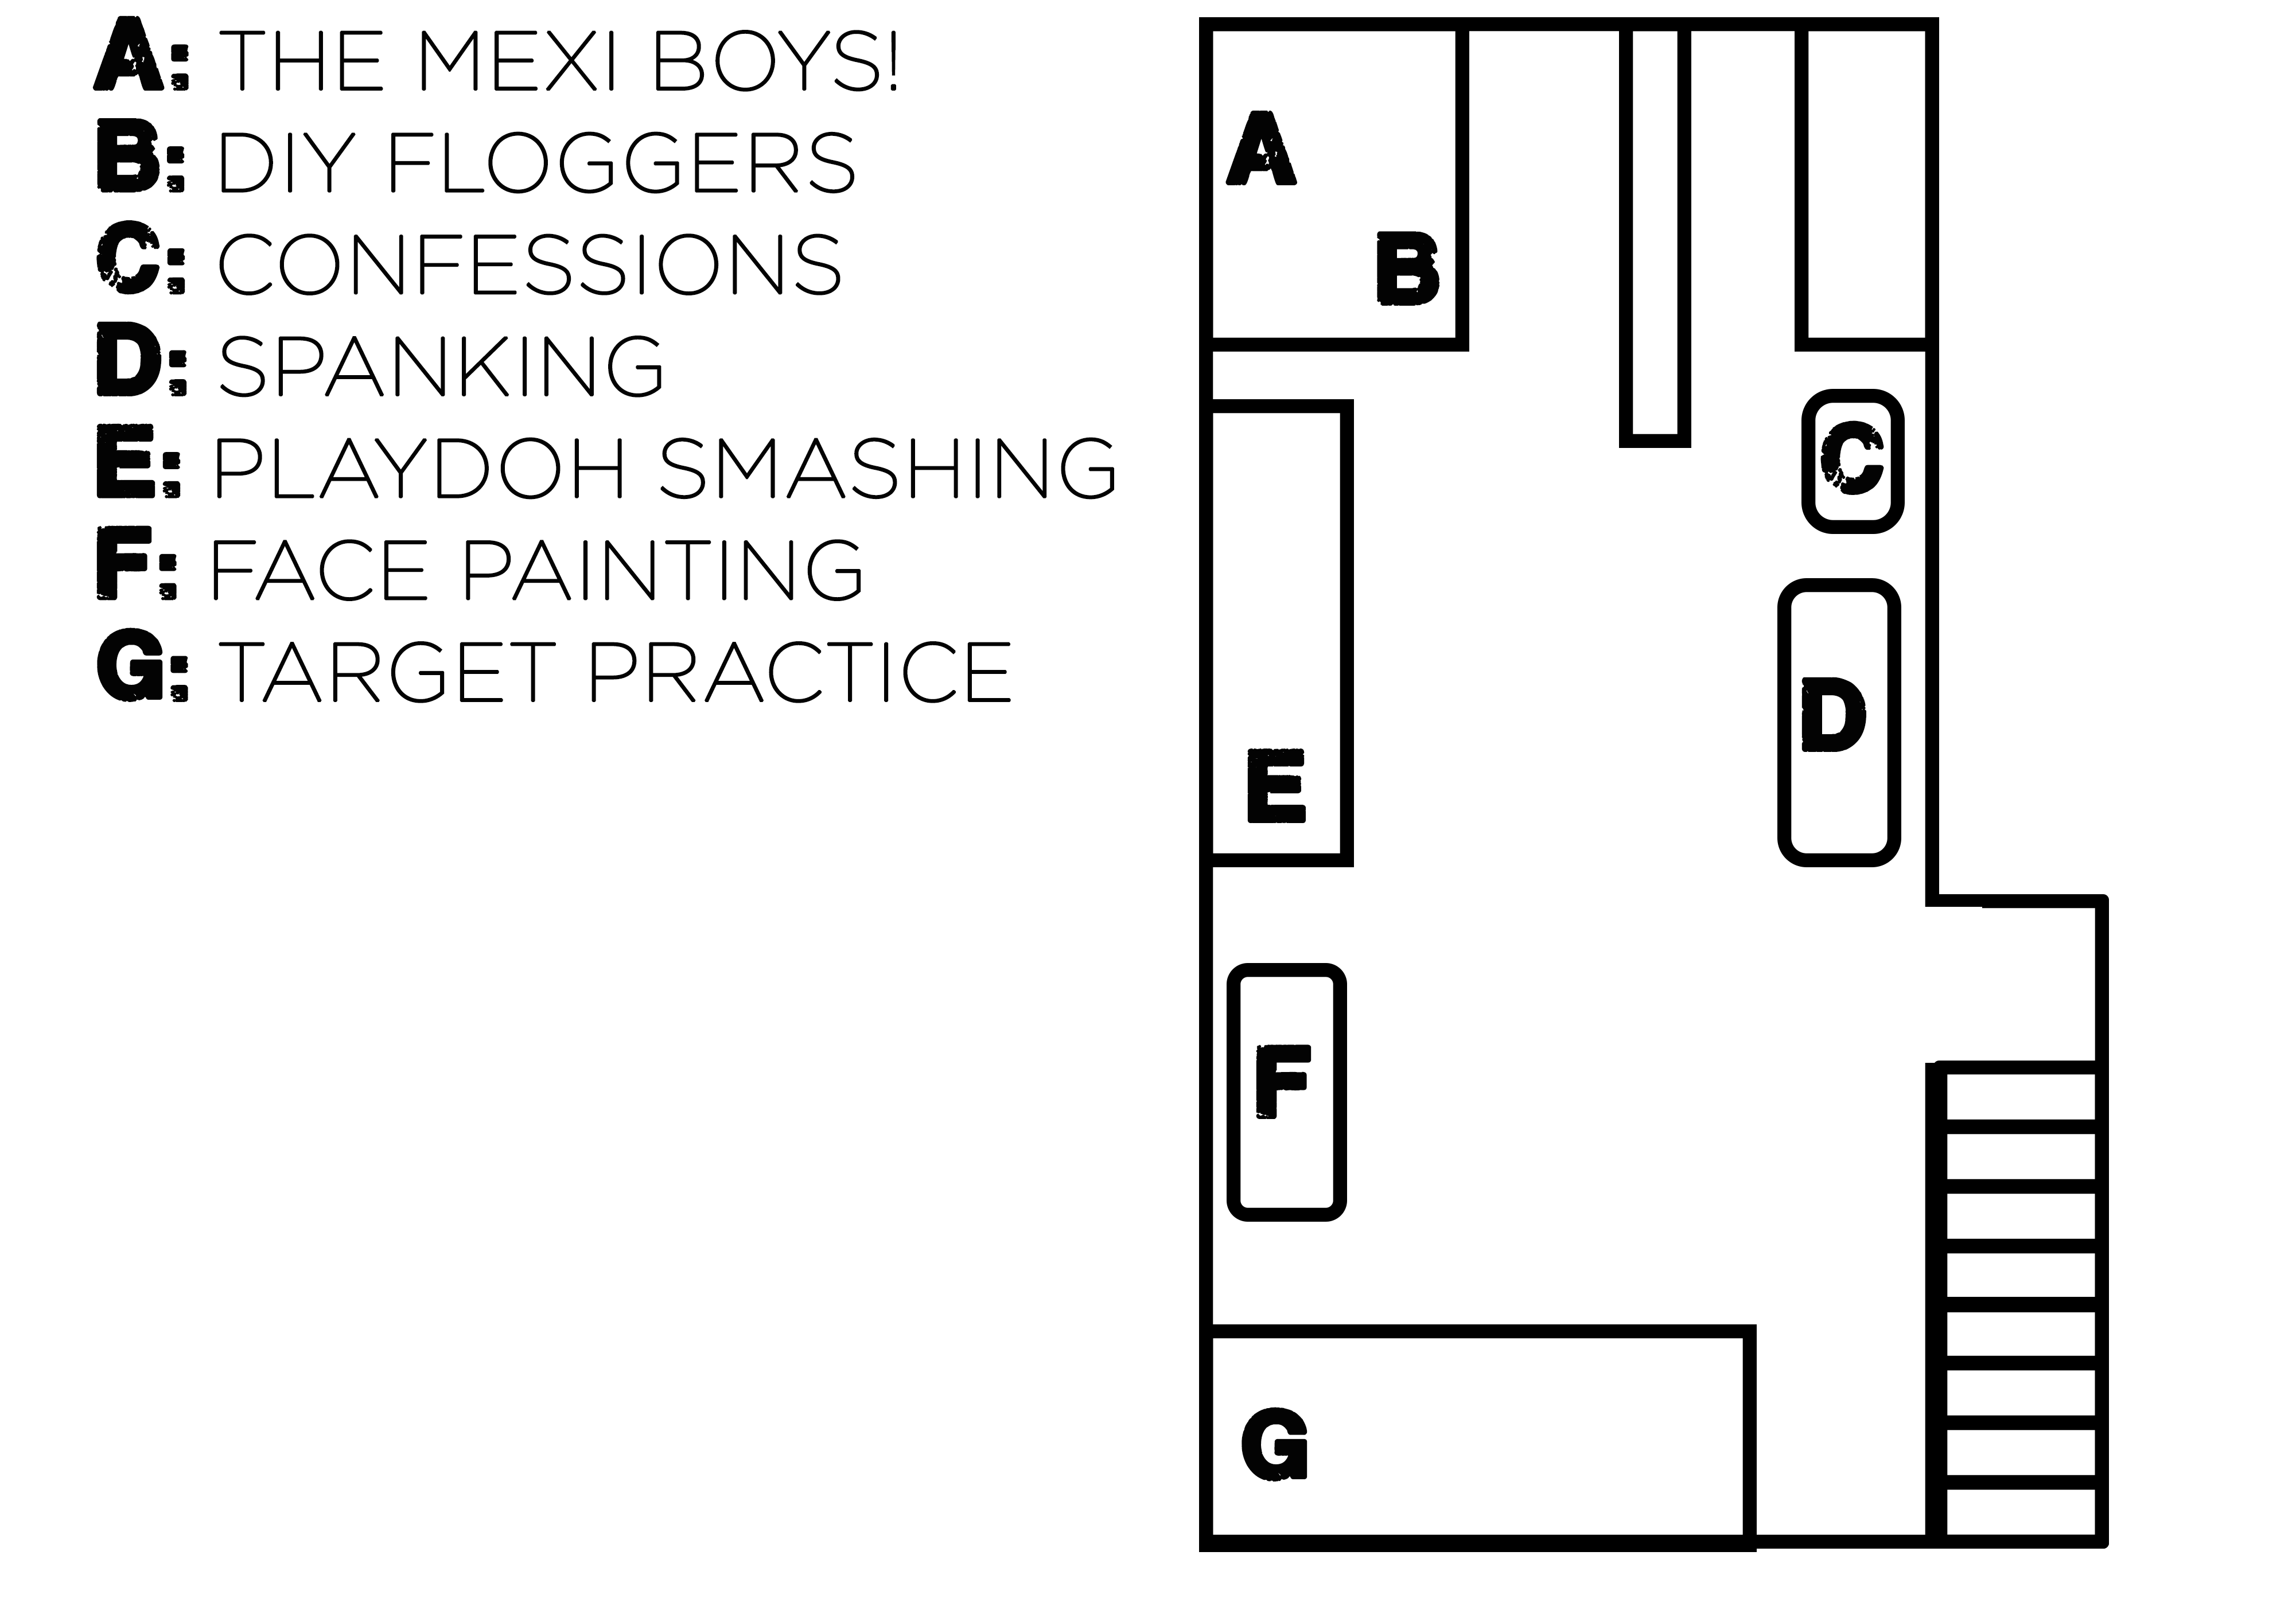 A: THE MEXI BOYS!
B: DIY FLOGGERS
C: CONFESSIONS
D: SPANKING
E: PLAYDOH SMASHING
F: FACE PAINTING
G: TARGET PRACTICE
A
B
C
D
E
F
G